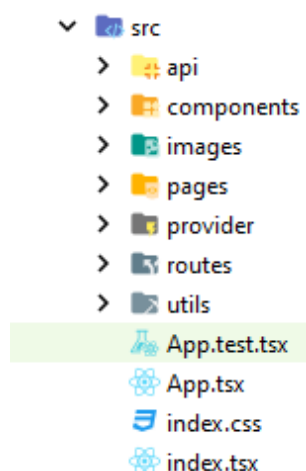 src
api
components
images
pages
provider
routes
utils
App.test.tsx
App.tsx
index.css
index.tsx